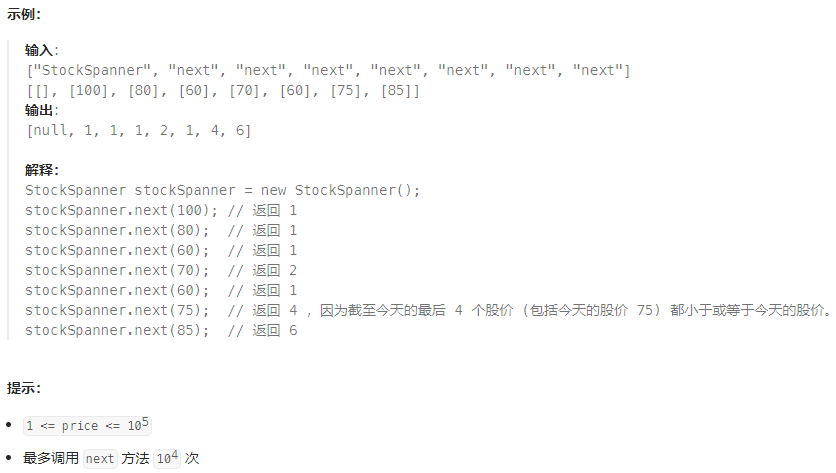 示例：
输入：
["StockSpanner", "next", "next", "next", "next", "next", "next", "next"]
[[], [100], [80], [60], [70], [60], [75], [85]]
输出：
[null, 1, 1, 1, 2, 1, 4, 6]
解释：
StockSpanner stockSpanner = new StockSpanner();
stockSpanner.next(100); // 返回 1
stockSpanner.next(80);  // 返回 1
stockSpanner.next(60);  // 返回 1
stockSpanner.next(70);  // 返回 2
stockSpanner.next(60);  // 返回 1
stockSpanner.next(75);  // 返回 4 ，因为截至今天的最后 4 个股价 (包括今天的股价 75) 都小于或等于今天的股价。
stockSpanner.next(85);  // 返回 6
提示：
• 1 <= price <= 10⁵
• 最多调用 next 方法 10⁴ 次